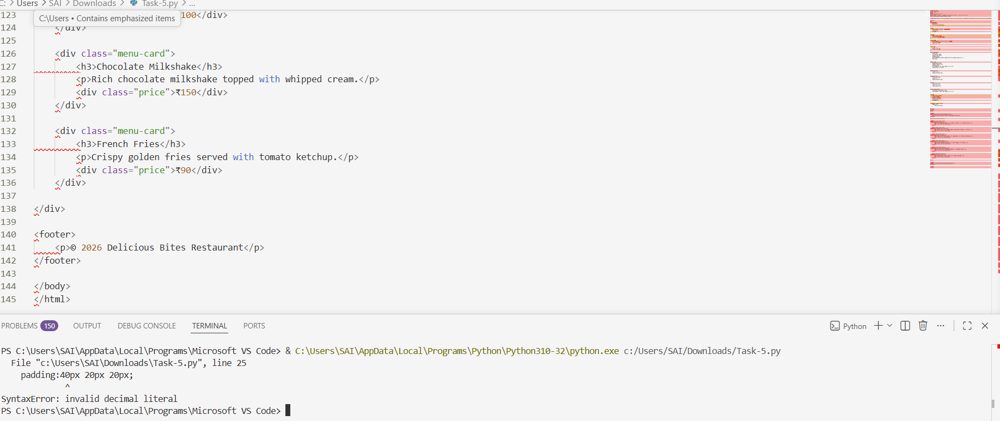 C: > Users > SAI > Downloads > Task-5.py > ...
C:\Users • Contains emphasized items
123 100</div>
124 </div>
125
126 <div class="menu-card">
127 <h3>Chocolate Milkshake</h3>
128 <p>Rich chocolate milkshake topped with whipped cream.</p>
129 <div class="price">₹150</div>
130 </div>
131
132 <div class="menu-card">
133 <h3>French Fries</h3>
134 <p>Crispy golden fries served with tomato ketchup.</p>
135 <div class="price">₹90</div>
136 </div>
137
138 </div>
139
140 <footer>
141 <p>© 2026 Delicious Bites Restaurant</p>
142 </footer>
143
144 </body>
145 </html>
PROBLEMS 150 OUTPUT DEBUG CONSOLE TERMINAL PORTS Python
PS C:\Users\SAI\AppData\Local\Programs\Microsoft VS Code> & C:\Users\SAI\AppData\Local\Programs\Python\Python310-32\python.exe c:/Users/SAI/Downloads/Task-5.py
File "c:\Users\SAI\Downloads\Task-5.py", line 25
padding:40px 20px 20px;
^
SyntaxError: invalid decimal literal
PS C:\Users\SAI\AppData\Local\Programs\Microsoft VS Code>